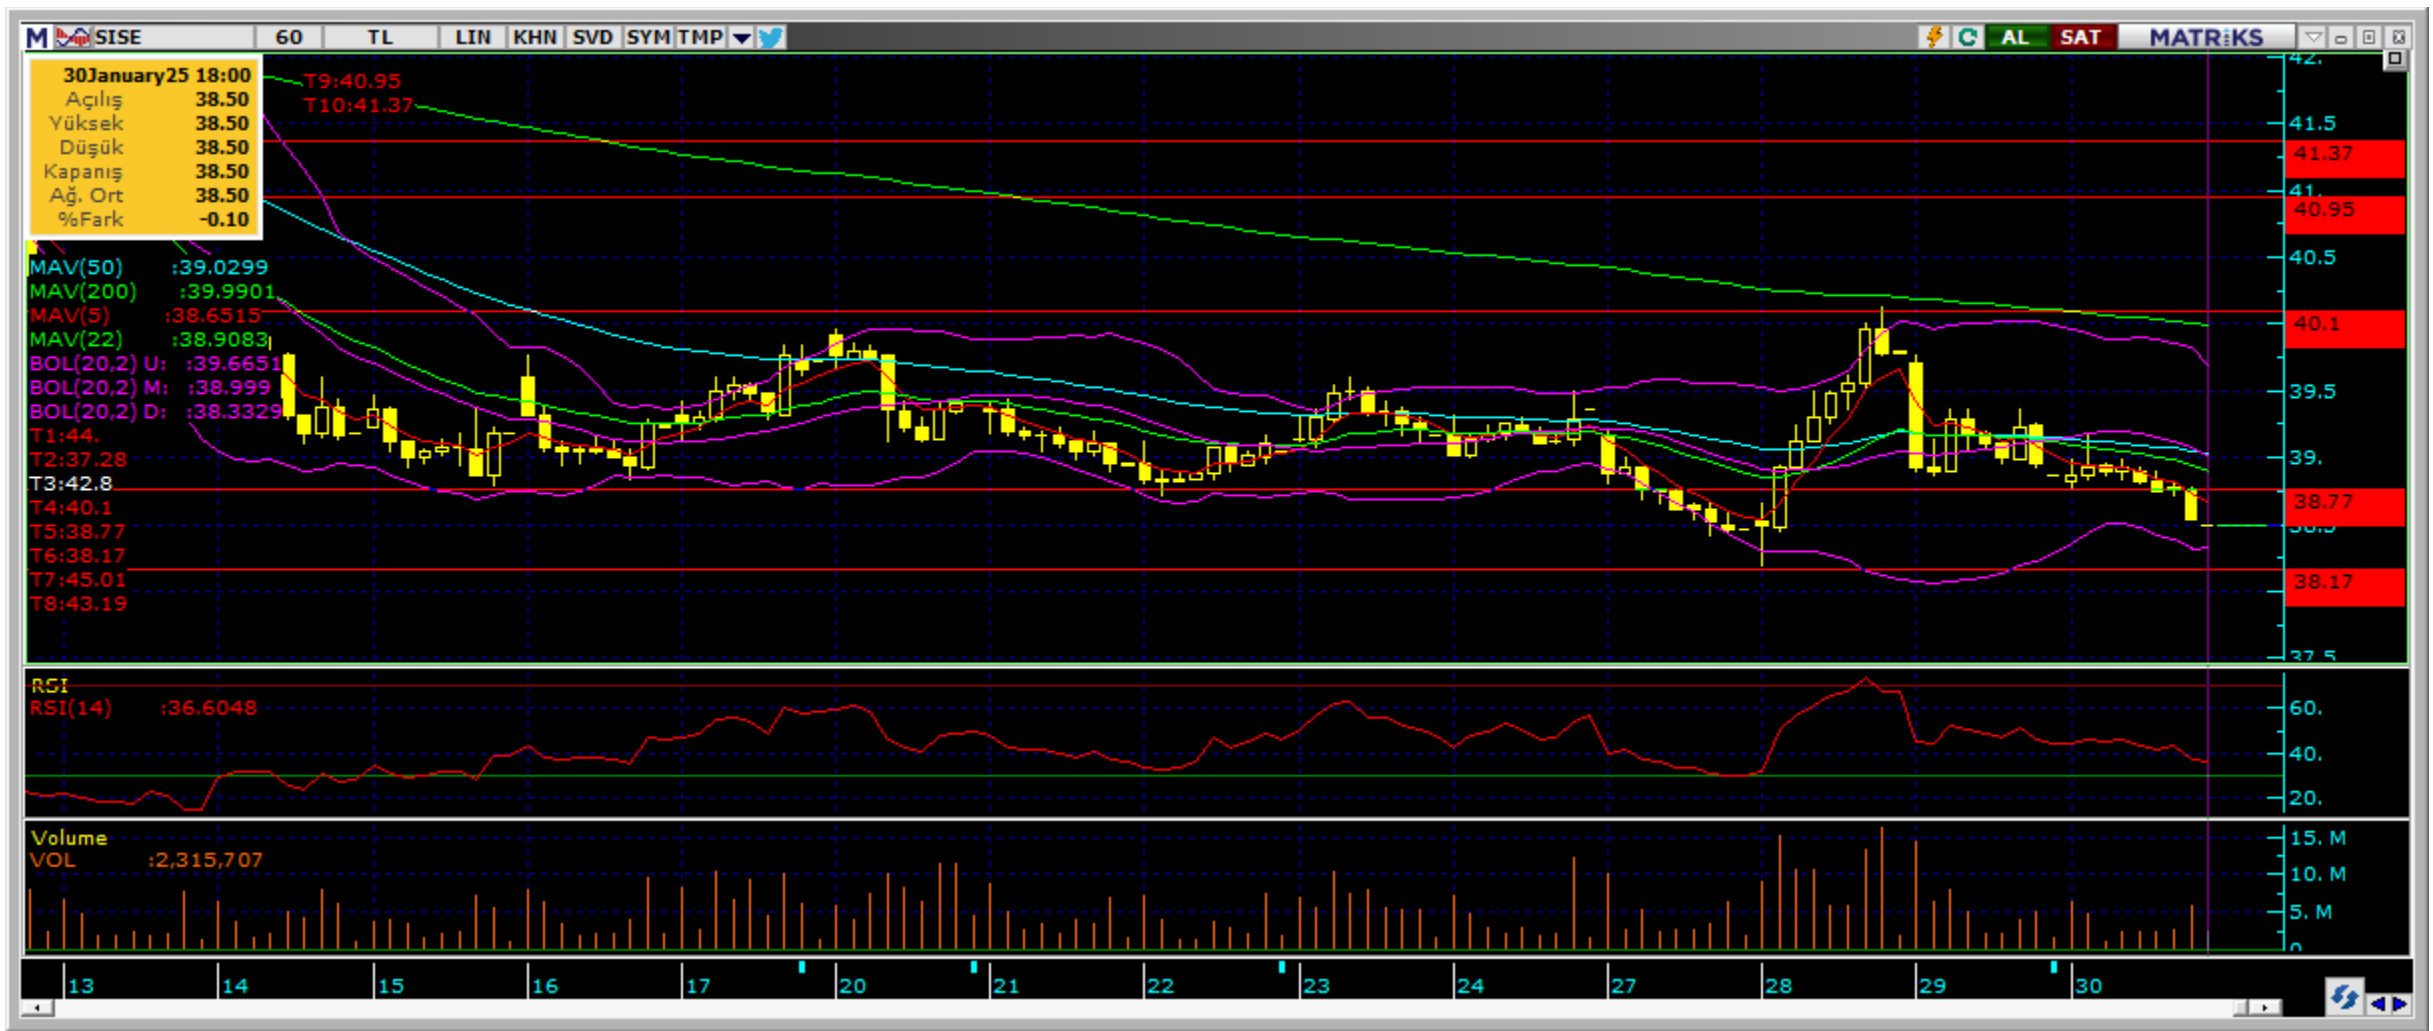 M SISE 60 TL LIN KHN SVD SYM TMP AL SAT MATRIKS
30January25 18:00
Açılış 38.50
Yüksek 38.50
Düşük 38.50
Kapanış 38.50
Ağ. Ort 38.50
%Fark -0.10
T9:40.95
T10:41.37
MAV(50) :39.0299
MAV(200) :39.9901
MAV(5) :38.6515
MAV(22) :38.9083
BOL(20,2) U: :39.6651
BOL(20,2) M: :38.999
BOL(20,2) D: :38.3329
T1:44.
T2:37.28
T3:42.8
T4:40.1
T5:38.77
T6:38.17
T7:45.01
T8:43.19
42.
41.5
41.37
41.
40.95
40.5
40.1
39.5
39.
38.77
38.5
38.17
37.5
RSI
RSI(14) :36.6048
60.
40.
20.
Volume
VOL :2,315,707
15. M
10. M
5. M
0
13 14 15 16 17 20 21 22 23 24 27 28 29 30